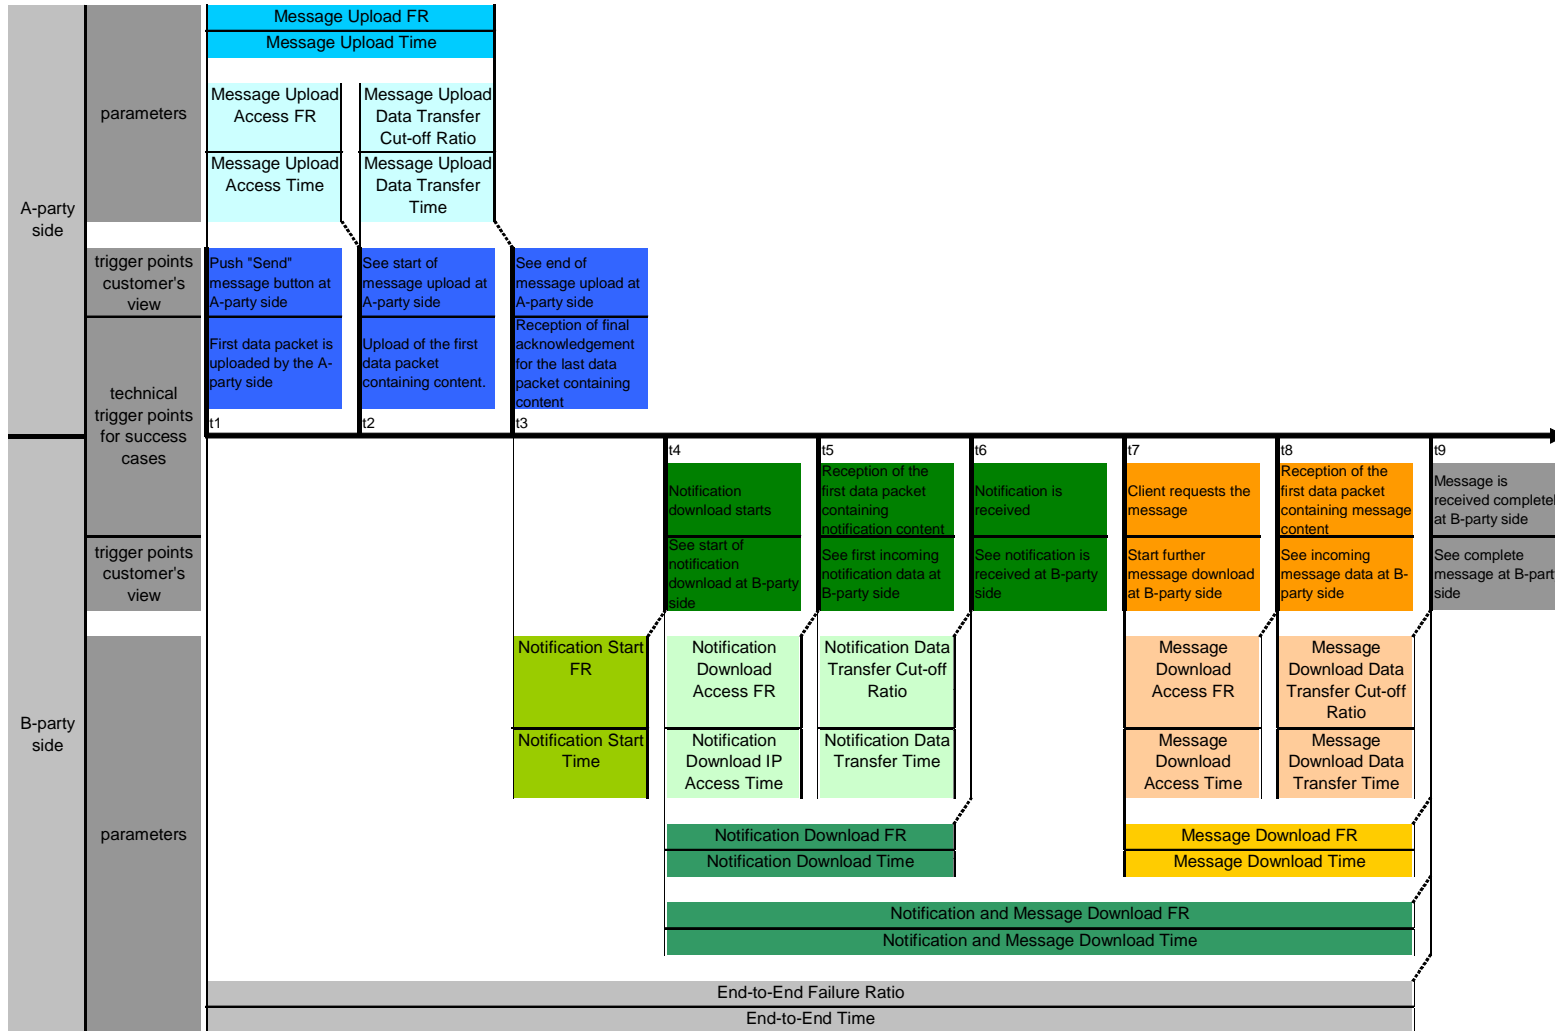 Message Upload FR
Message Upload Time
Message Upload
Access FR
Message Upload
Access Time
Message Upload
Data Transfer
Cut-off Ratio
Message Upload
Data Transfer
Time
parameters
A-party
side
trigger points
customer's
view
Push "Send"
message button at
A-party side
See start of
message upload at
A-party side
See end of
message upload at
A-party side
technical
trigger points
for success
cases
First data packet is
uploaded by the A-
party side
Upload of the first
data packet
containing content.
Reception of final
acknowledgement
for the last data
packet containing
content
t1
t2
t3
t4
t5
t6
t7
t8
t9
Notification
download starts
Reception of the
first data packet
containing
notification content
Notification is
received
Client requests the
message
Reception of the
first data packet
containing message
content
Message is
received complete
at B-party side
trigger points
customer's
view
See start of
notification
download at B-party
side
See first incoming
notification data at
B-party side
See notification is
received at B-party
side
Start further
message download
at B-party side
See incoming
message data at B-
party side
See complete
message at B-part
side
B-party
side
parameters
Notification Start
FR
Notification Start
Time
Notification
Download
Access FR
Notification
Download IP
Access Time
Notification Data
Transfer Cut-off
Ratio
Notification Data
Transfer Time
Message
Download
Access FR
Message
Download
Access Time
Message
Download Data
Transfer Cut-off
Ratio
Message
Download Data
Transfer Time
Notification Download FR
Notification Download Time
Message Download FR
Message Download Time
Notification and Message Download FR
Notification and Message Download Time
End-to-End Failure Ratio
End-to-End Time